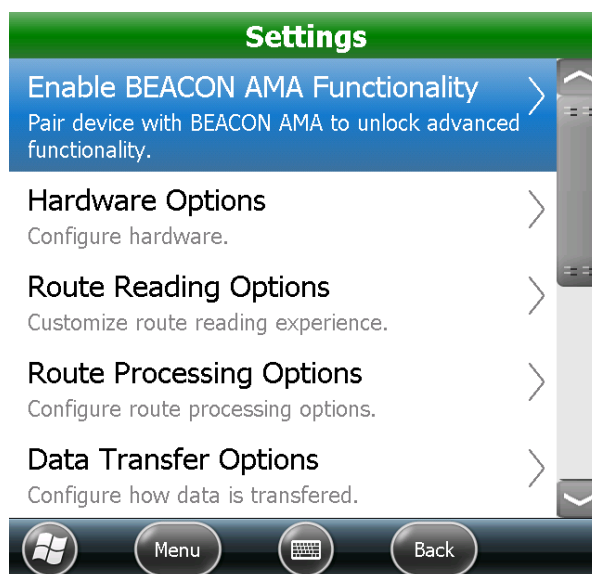 Settings
Enable BEACON AMA Functionality
Pair device with BEACON AMA to unlock advanced
functionality.
Hardware Options
Configure hardware.
Route Reading Options
Customize route reading experience.
Route Processing Options
Configure route processing options.
Data Transfer Options
Configure how data is transfered.
Menu
Back